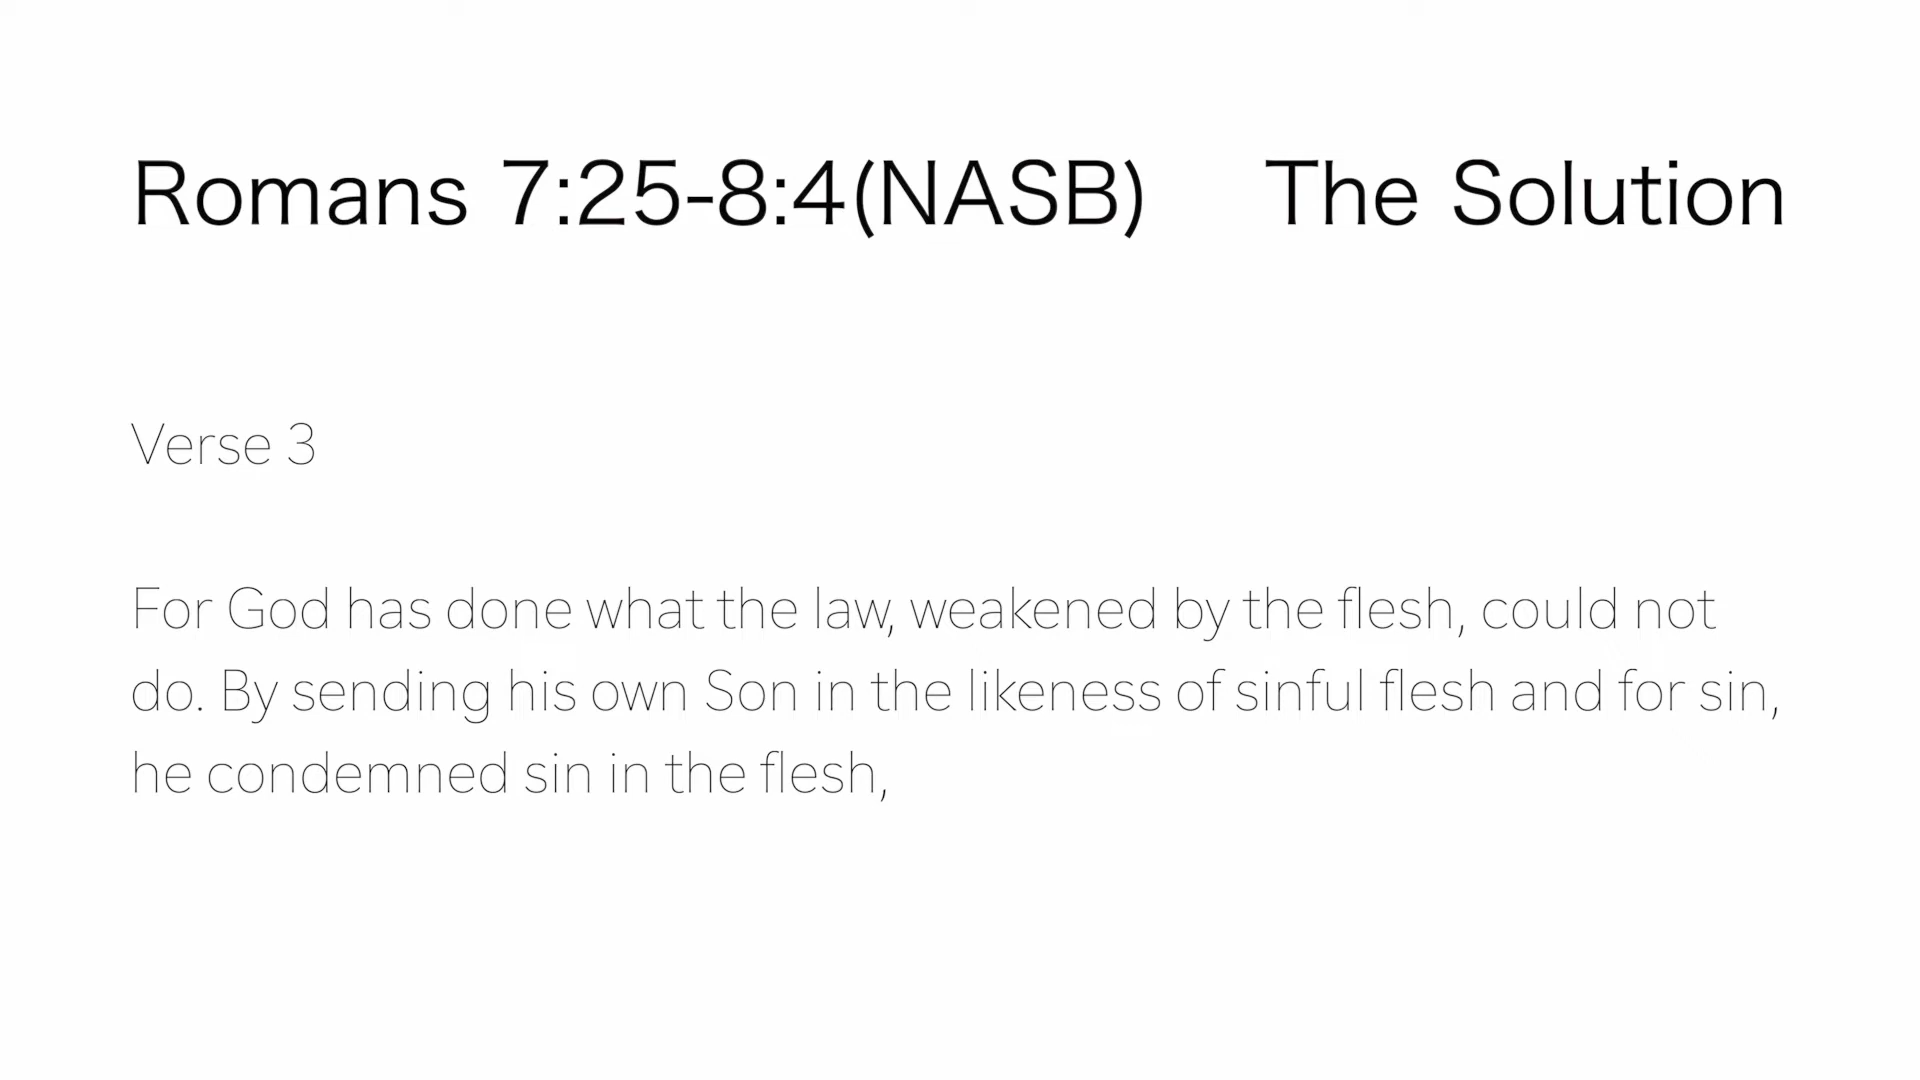 Romans 7:25-8:4(NASB) The Solution
Verse 3
For God has done what the law, weakened by the flesh, could not
do. By sending his own Son in the likeness of sinful flesh and for sin,
he condemned sin in the flesh,